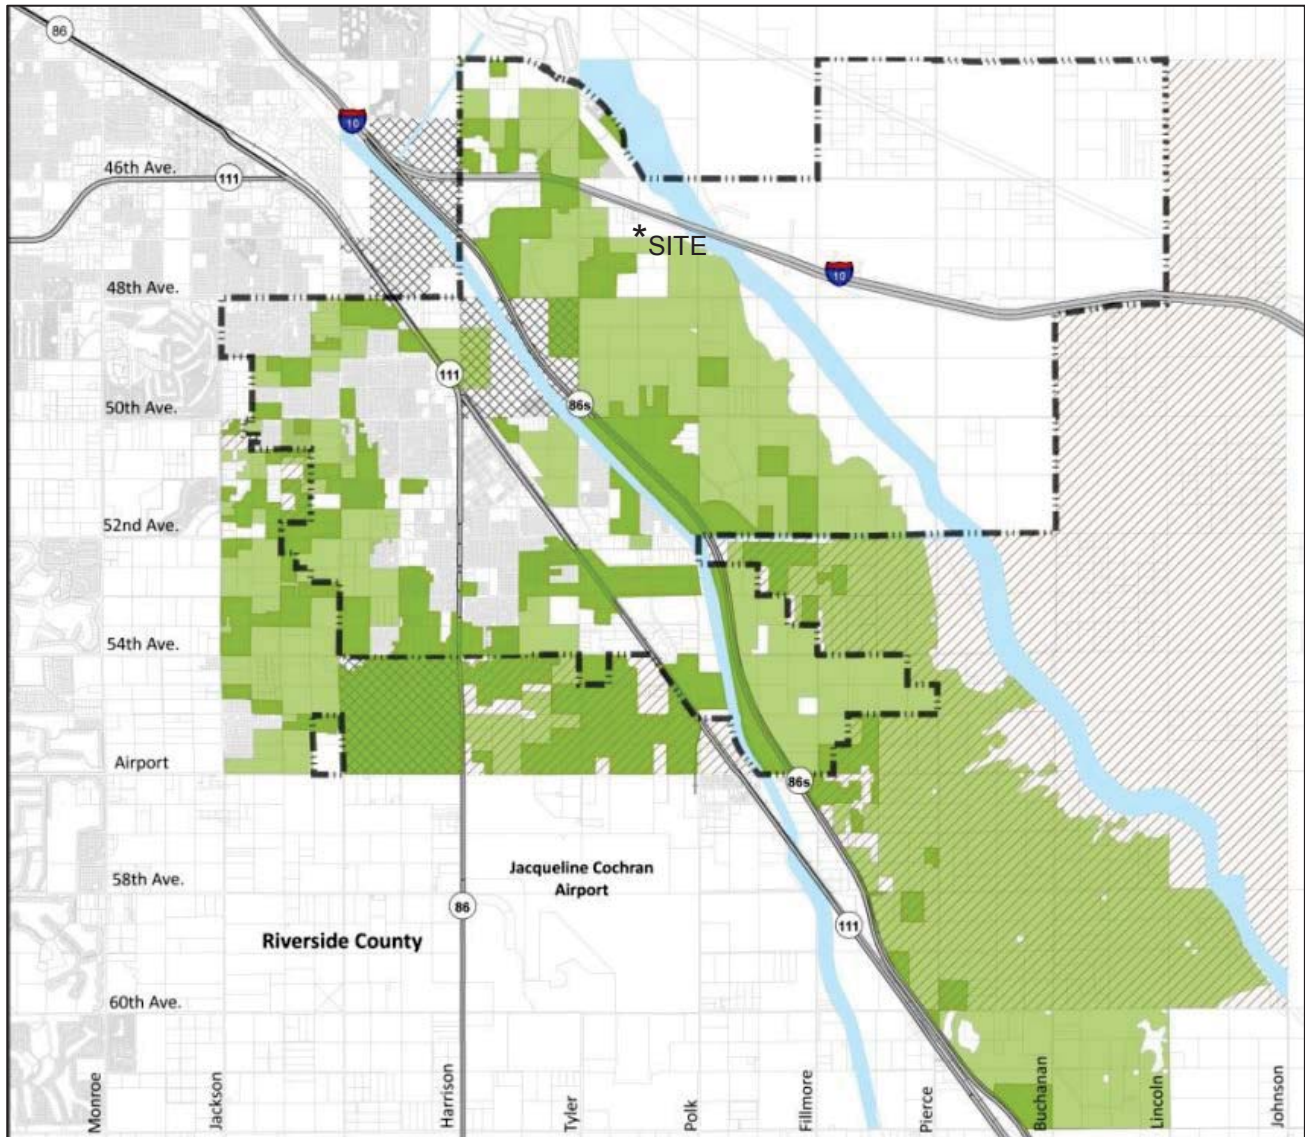 86
10
46th Ave.
111
*SITE
10
48th Ave.
111
50th Ave.
86s
52nd Ave.
54th Ave.
Airport
86s
Jacqueline Cochran
Airport
58th Ave.
86
111
Riverside County
60th Ave.
Monroe
Jackson
Harrison
Tyler
Polk
Fillmore
Pierce
Buchanan
Lincoln
Johnson